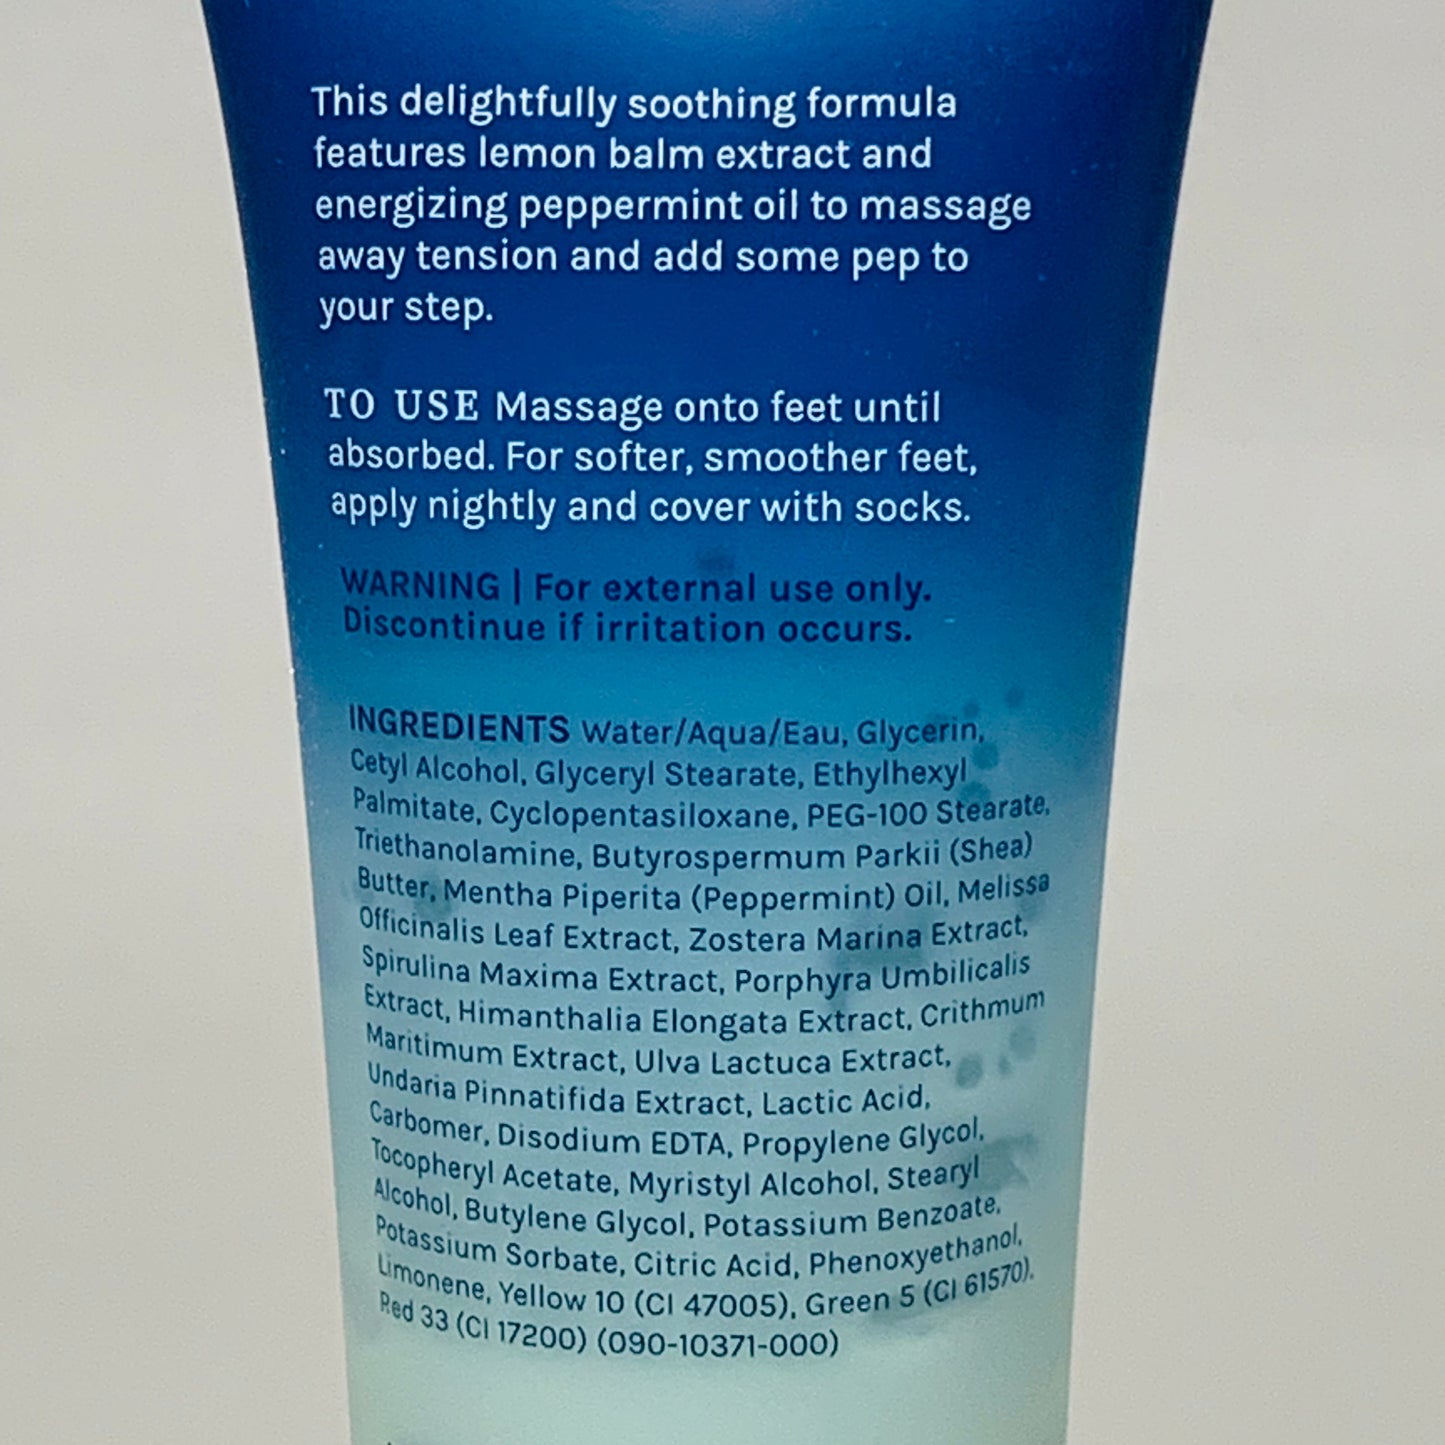 This delightfully soothing formula
features lemon balm extract and
energizing peppermint oil to massage
away tension and add some pep to
your step.
TO USE Massage onto feet until
absorbed. For softer, smoother feet,
apply nightly and cover with socks.
WARNING | For external use only.
Discontinue if irritation occurs.
INGREDIENTS Water/Aqua/Eau, Glycerin,
Cetyl Alcohol, Glyceryl Stearate, Ethylhexyl
Palmitate, Cyclopentasiloxane, PEG-100 Stearate,
Triethanolamine, Butyrospermum Parkii (Shea)
Butter, Mentha Piperita (Peppermint) Oil, Melissa
Officinalis Leaf Extract, Zostera Marina Extract,
Spirulina Maxima Extract, Porphyra Umbilicalis
Extract, Himanthalia Elongata Extract, Crithmum
Maritimum Extract, Ulva Lactuca Extract,
Undaria Pinnatifida Extract, Lactic Acid,
Carbomer, Disodium EDTA, Propylene Glycol,
Tocopheryl Acetate, Myristyl Alcohol, Stearyl
Alcohol, Butylene Glycol, Potassium Benzoate,
Potassium Sorbate, Citric Acid, Phenoxyethanol,
Limonene, Yellow 10 (CI 47005), Green 5 (CI 61570),
Red 33 (CI 17200) (090-10371-000)